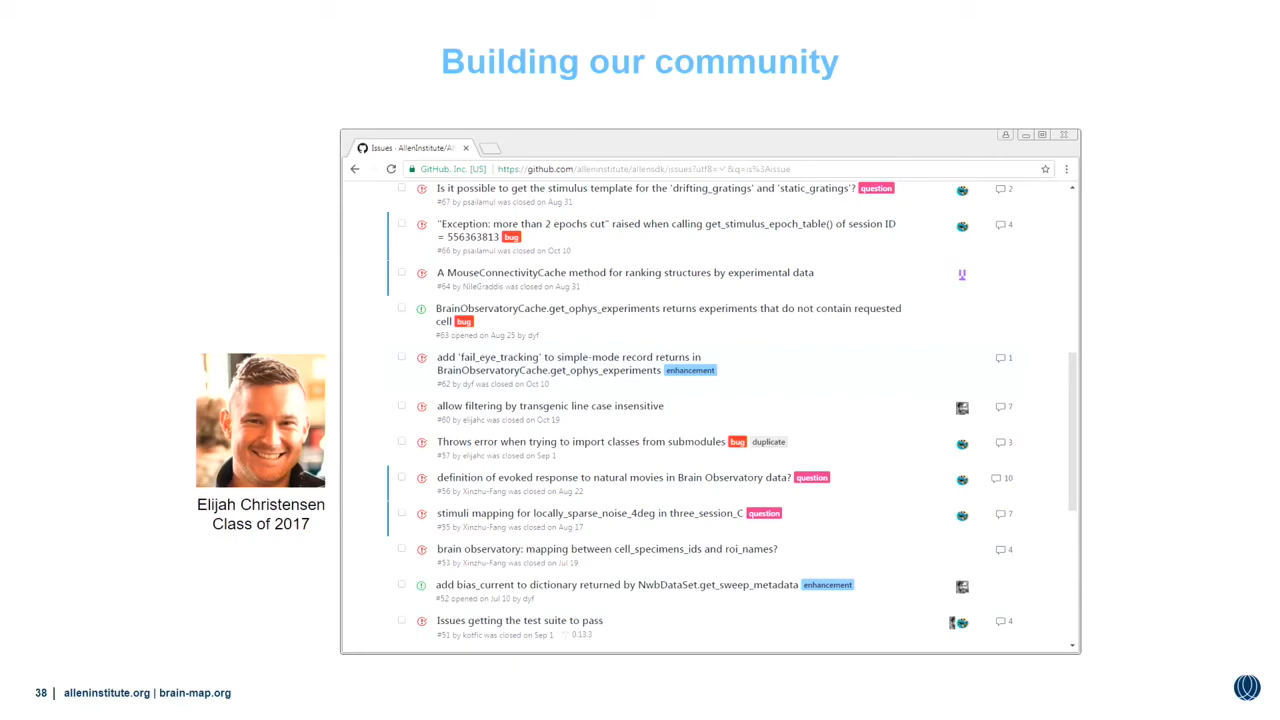 Building our community
Issues · AllenInstitute/Al
GitHub, Inc. [US] | https://github.com/alleninstitute/allensdk/issues?utf8=✓&q=is%3Aissue
Is it possible to get the stimulus template for the 'drifting_gratings' and 'static_gratings'? question 2
#67 by psailamul was closed on Aug 31
"Exception: more than 2 epochs cut" raised when calling get_stimulus_epoch_table() of session ID 4
= 556363813 bug
#66 by psailamul was closed on Oct 10
A MouseConnectivityCache method for ranking structures by experimental data
#64 by NileGraddis was closed on Aug 31
BrainObservatoryCache.get_ophys_experiments returns experiments that do not contain requested
cell bug
#63 opened on Aug 25 by dyf
add 'fail_eye_tracking' to simple-mode record returns in 1
BrainObservatoryCache.get_ophys_experiments enhancement
#62 by dyf was closed on Oct 10
allow filtering by transgenic line case insensitive 7
#60 by elijahc was closed on Oct 19
Throws error when trying to import classes from submodules bug duplicate 3
#57 by elijahc was closed on Sep 1
definition of evoked response to natural movies in Brain Observatory data? question 10
#56 by Xinzhu-Fang was closed on Aug 22
stimuli mapping for locally_sparse_noise_4deg in three_session_C question 7
#55 by Xinzhu-Fang was closed on Aug 17
brain observatory: mapping between cell_specimens_ids and roi_names? 4
#53 by Xinzhu-Fang was closed on Jul 19
add bias_current to dictionary returned by NwbDataSet.get_sweep_metadata enhancement
#52 opened on Jul 10 by dyf
Issues getting the test suite to pass 4
#51 by kotfic was closed on Sep 1 0.13.3
Elijah Christensen
Class of 2017
38 | alleninstitute.org | brain-map.org